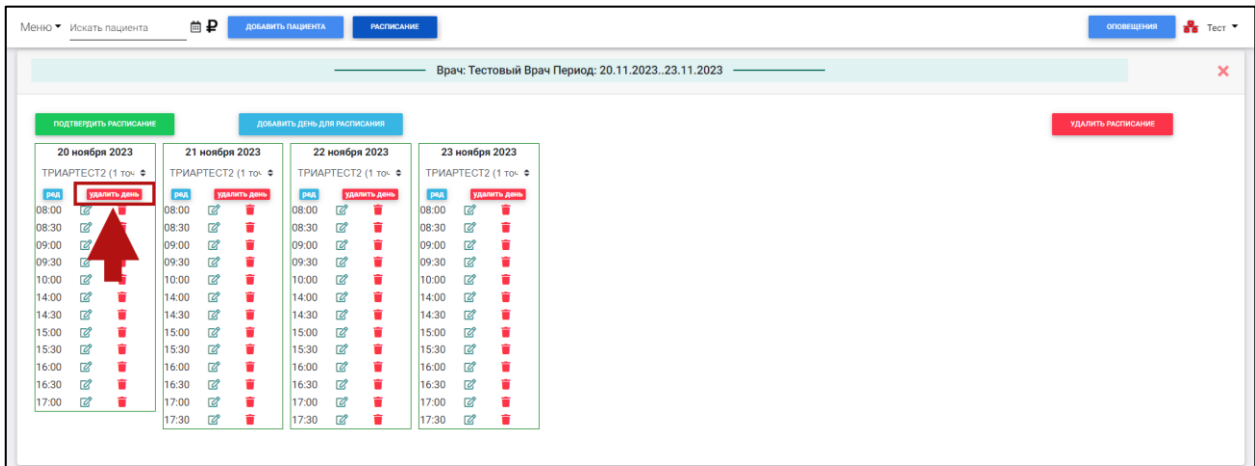 Меню Искать пациента ДОБАВИТЬ ПАЦИЕНТА РАСПИСАНИЕ ОПОВЕЩЕНИЯ Тест
Врач: Тестовый Врач Период: 20.11.2023..23.11.2023
ПОДТВЕРДИТЬ РАСПИСАНИЕ ДОБАВИТЬ ДЕНЬ ДЛЯ РАСПИСАНИЯ УДАЛИТЬ РАСПИСАНИЕ
20 ноября 2023 21 ноября 2023 22 ноября 2023 23 ноября 2023
ТРИАРТЕСТ2 (1 точ ТРИАРТЕСТ2 (1 точ ТРИАРТЕСТ2 (1 точ ТРИАРТЕСТ2 (1 точ
ред удалить день ред удалить день ред удалить день ред удалить день
08:00 08:00 08:00 08:00
08:30 08:30 08:30 08:30
09:00 09:00 09:00 09:00
09:30 09:30 09:30 09:30
10:00 10:00 10:00 10:00
14:00 14:00 14:00 14:00
14:30 14:30 14:30 14:30
15:00 15:00 15:00 15:00
15:30 15:30 15:30 15:30
16:00 16:00 16:00 16:00
16:30 16:30 16:30 16:30
17:00 17:00 17:00 17:00
17:30 17:30 17:30